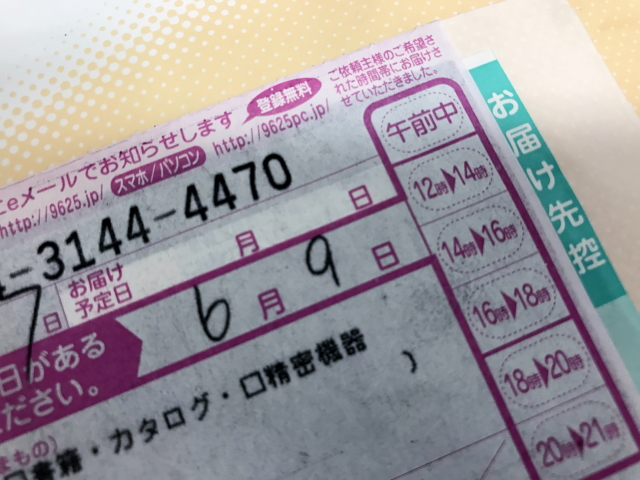 ご依頼主様のご希望さ
れた時間帯にお届けさ
せていただきました。
登録無料
eメールでお知らせします
http://9625.jp/ スマホ/パソコン http://9625pc.jp/
-3144-4470
月 日
お届け
予定日
日 6月9日
午前中
12時▶14時
14時▶16時
16時▶18時
18時▶20時
20時▶21時
お届け先控
日がある
ださい。
)
書籍・カタログ・口精密機器